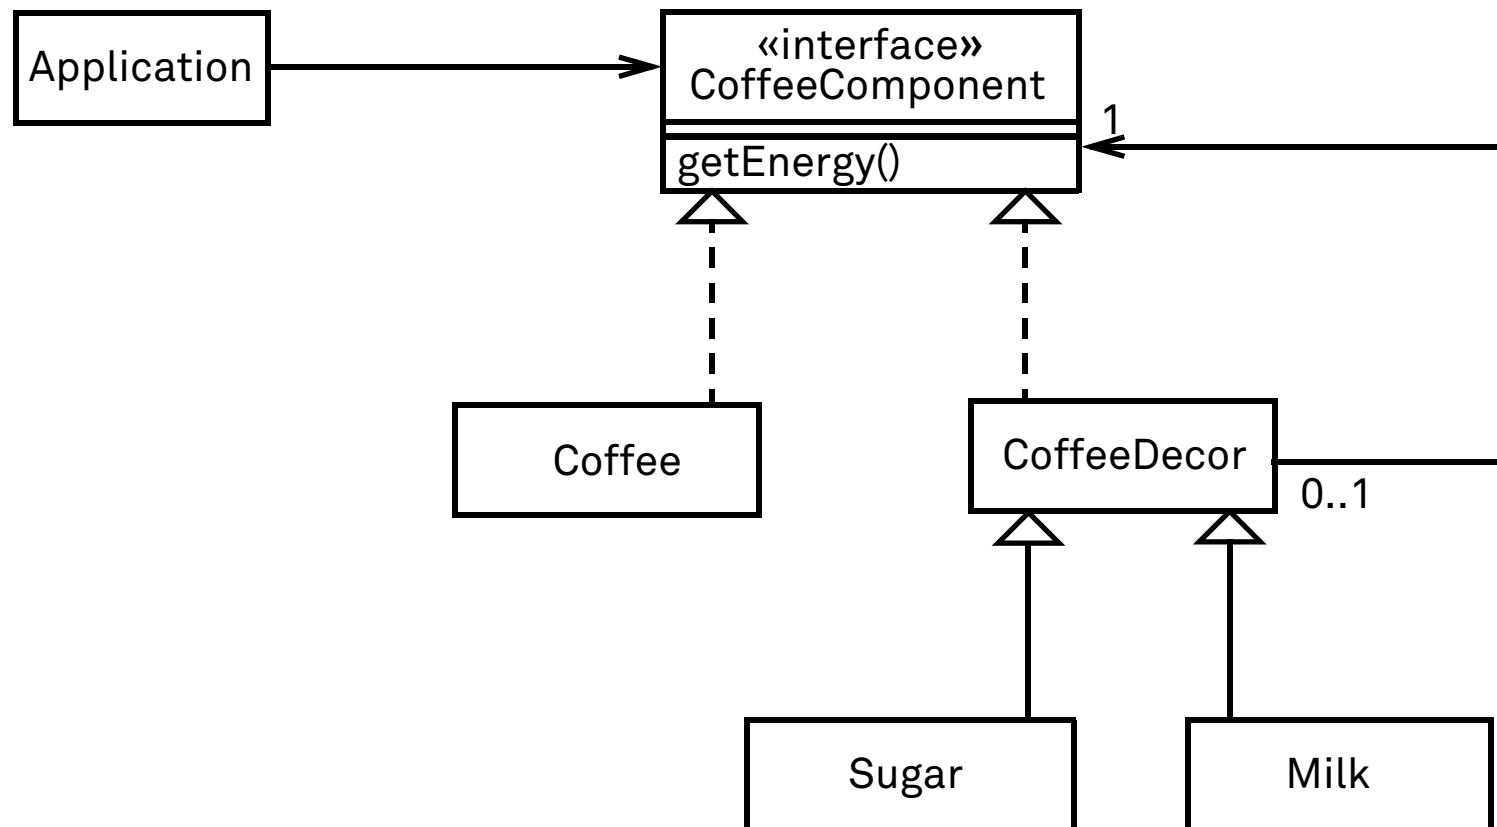 Application
«interface»
CoffeeComponent
1
getEnergy()
Coffee
CoffeeDecor
0..1
Sugar
Milk